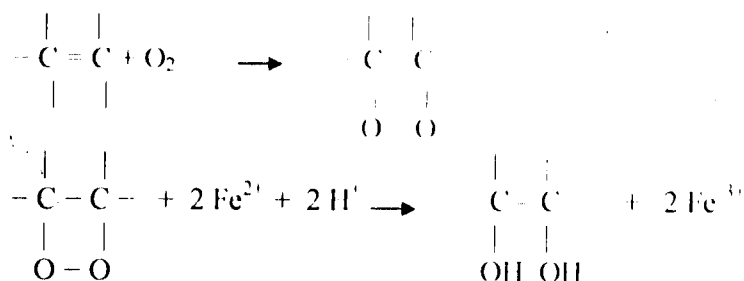 – C = C + O₂ ⟶ C C
O O
– C – C – + 2 Fe²⁺ + 2 H⁺ ⟶ C – C + 2 Fe³⁺
O – O OH OH